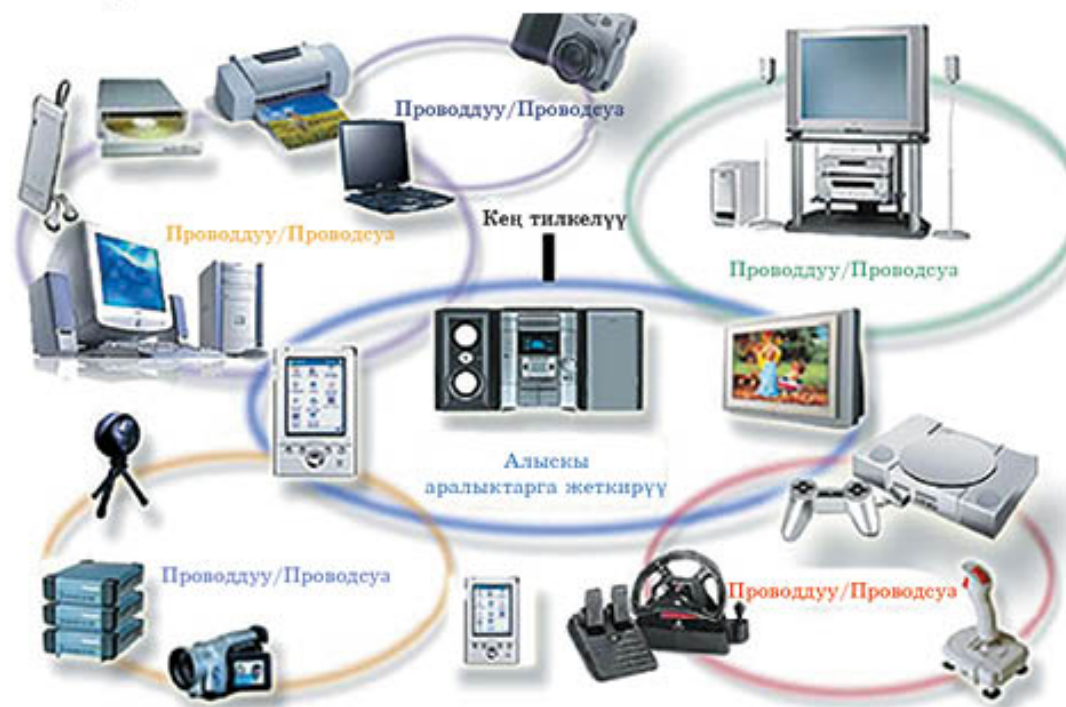 Проводдуу/Проводсуз
Кең тилкелүү
Проводдуу/Проводсуз
Проводдуу/Проводсуз
Алыскы
аралыктарга жеткирүү
Проводдуу/Проводсуз
Проводдуу/Проводсуз